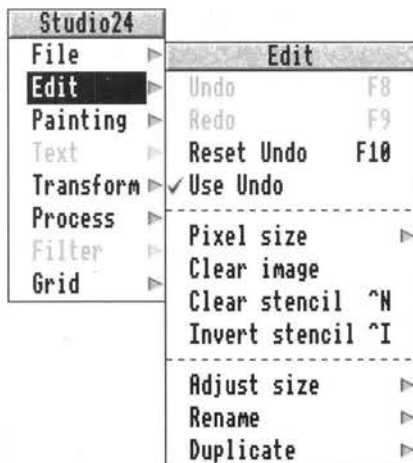 Studio24
File
Edit
Painting
Text
Transform
Process
Filter
Grid
Edit
Undo F8
Redo F9
Reset Undo F10
✓Use Undo
Pixel size
Clear image
Clear stencil ^N
Invert stencil ^I
Adjust size
Rename
Duplicate